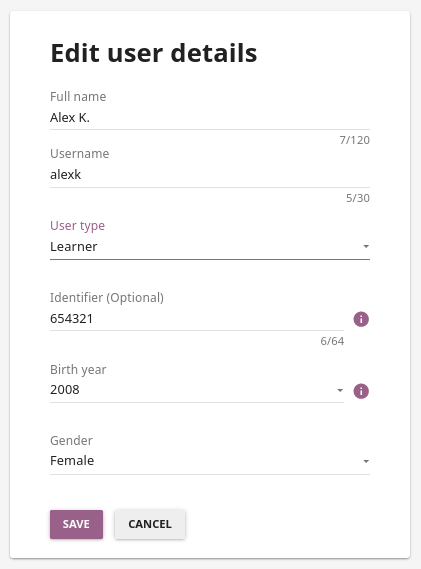 Edit user details
Full name
Alex K.
7/120
Username
alexk
5/30
User type
Learner
Identifier (Optional)
654321
6/64
Birth year
2008
Gender
Female
SAVE CANCEL